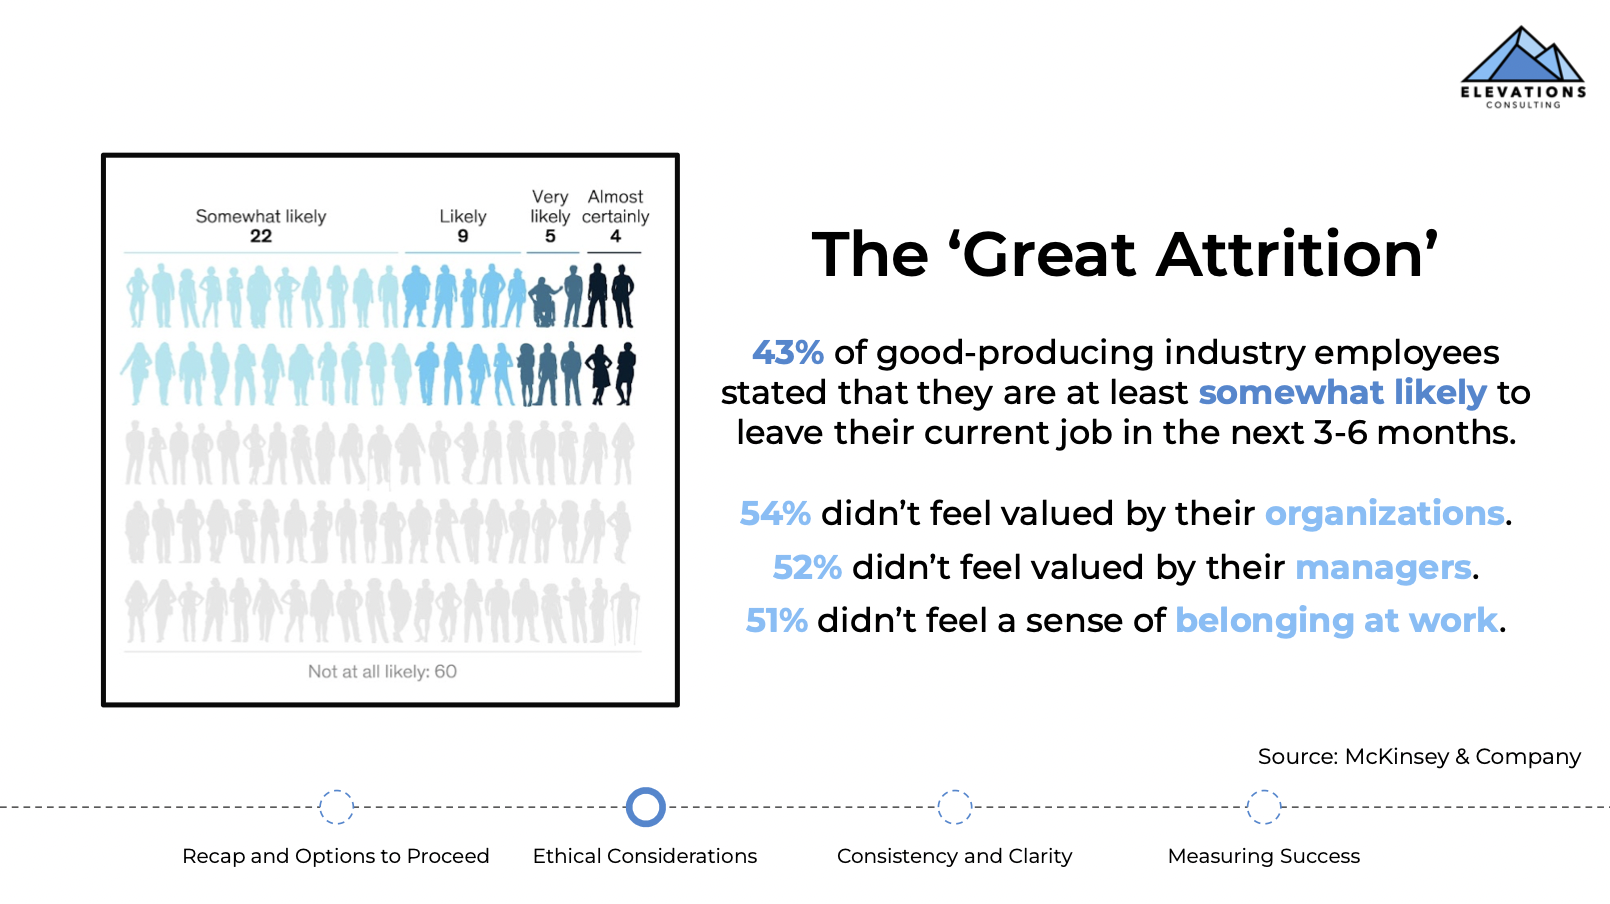 ELEVATIONS
CONSULTING
Somewhat likely
22
Likely
9
Very
likely
5
Almost
certainly
4
Not at all likely: 60
The ‘Great Attrition’
43% of good-producing industry employees
stated that they are at least somewhat likely to
leave their current job in the next 3-6 months.
54% didn’t feel valued by their organizations.
52% didn’t feel valued by their managers.
51% didn’t feel a sense of belonging at work.
Source: McKinsey & Company
Recap and Options to Proceed
Ethical Considerations
Consistency and Clarity
Measuring Success